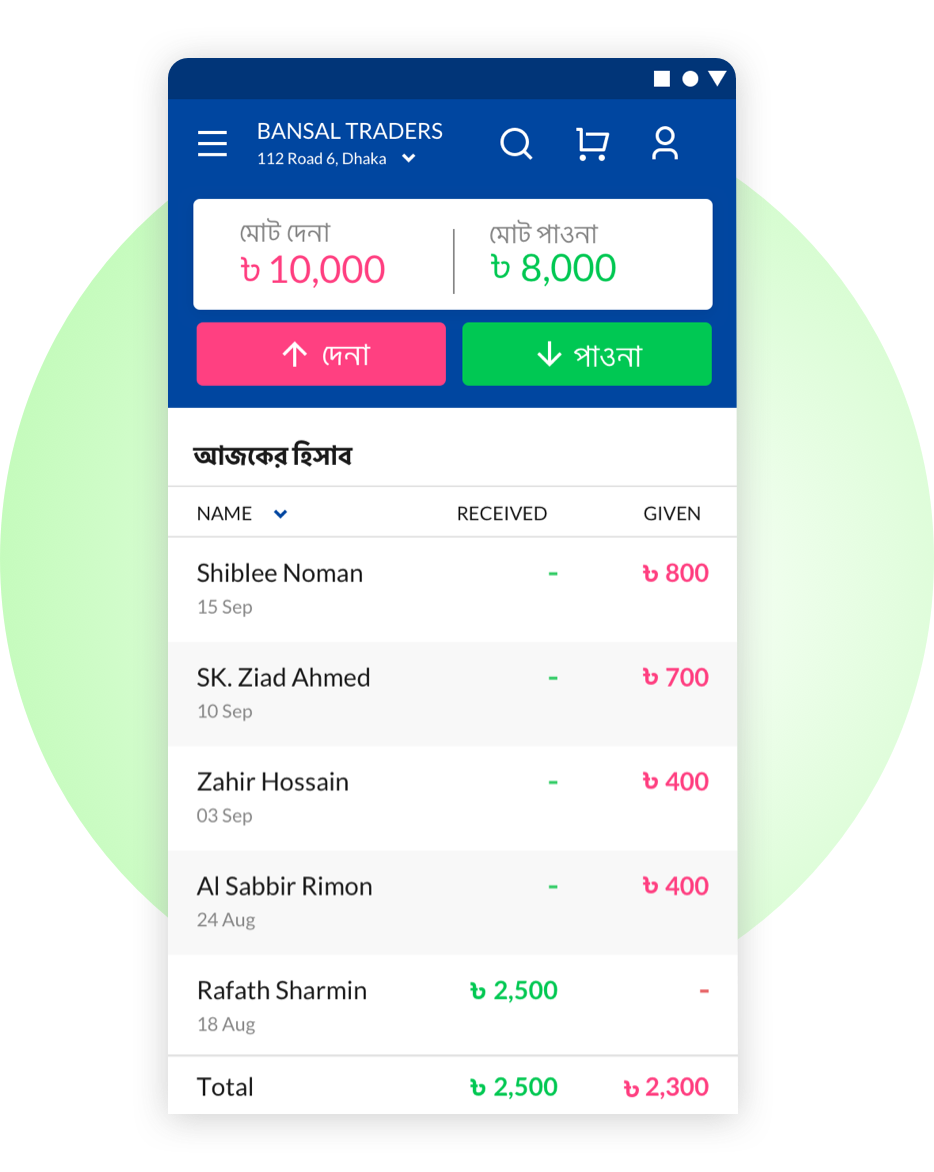 BANSAL TRADERS
112 Road 6, Dhaka
মোট দেনা
৳ 10,000
মোট পাওনা
৳ 8,000
দেনা
পাওনা
আজকের হিসাব
NAME RECEIVED GIVEN
Shiblee Noman - ৳ 800
15 Sep
SK. Ziad Ahmed - ৳ 700
10 Sep
Zahir Hossain - ৳ 400
03 Sep
Al Sabbir Rimon - ৳ 400
24 Aug
Rafath Sharmin ৳ 2,500 -
18 Aug
Total ৳ 2,500 ৳ 2,300